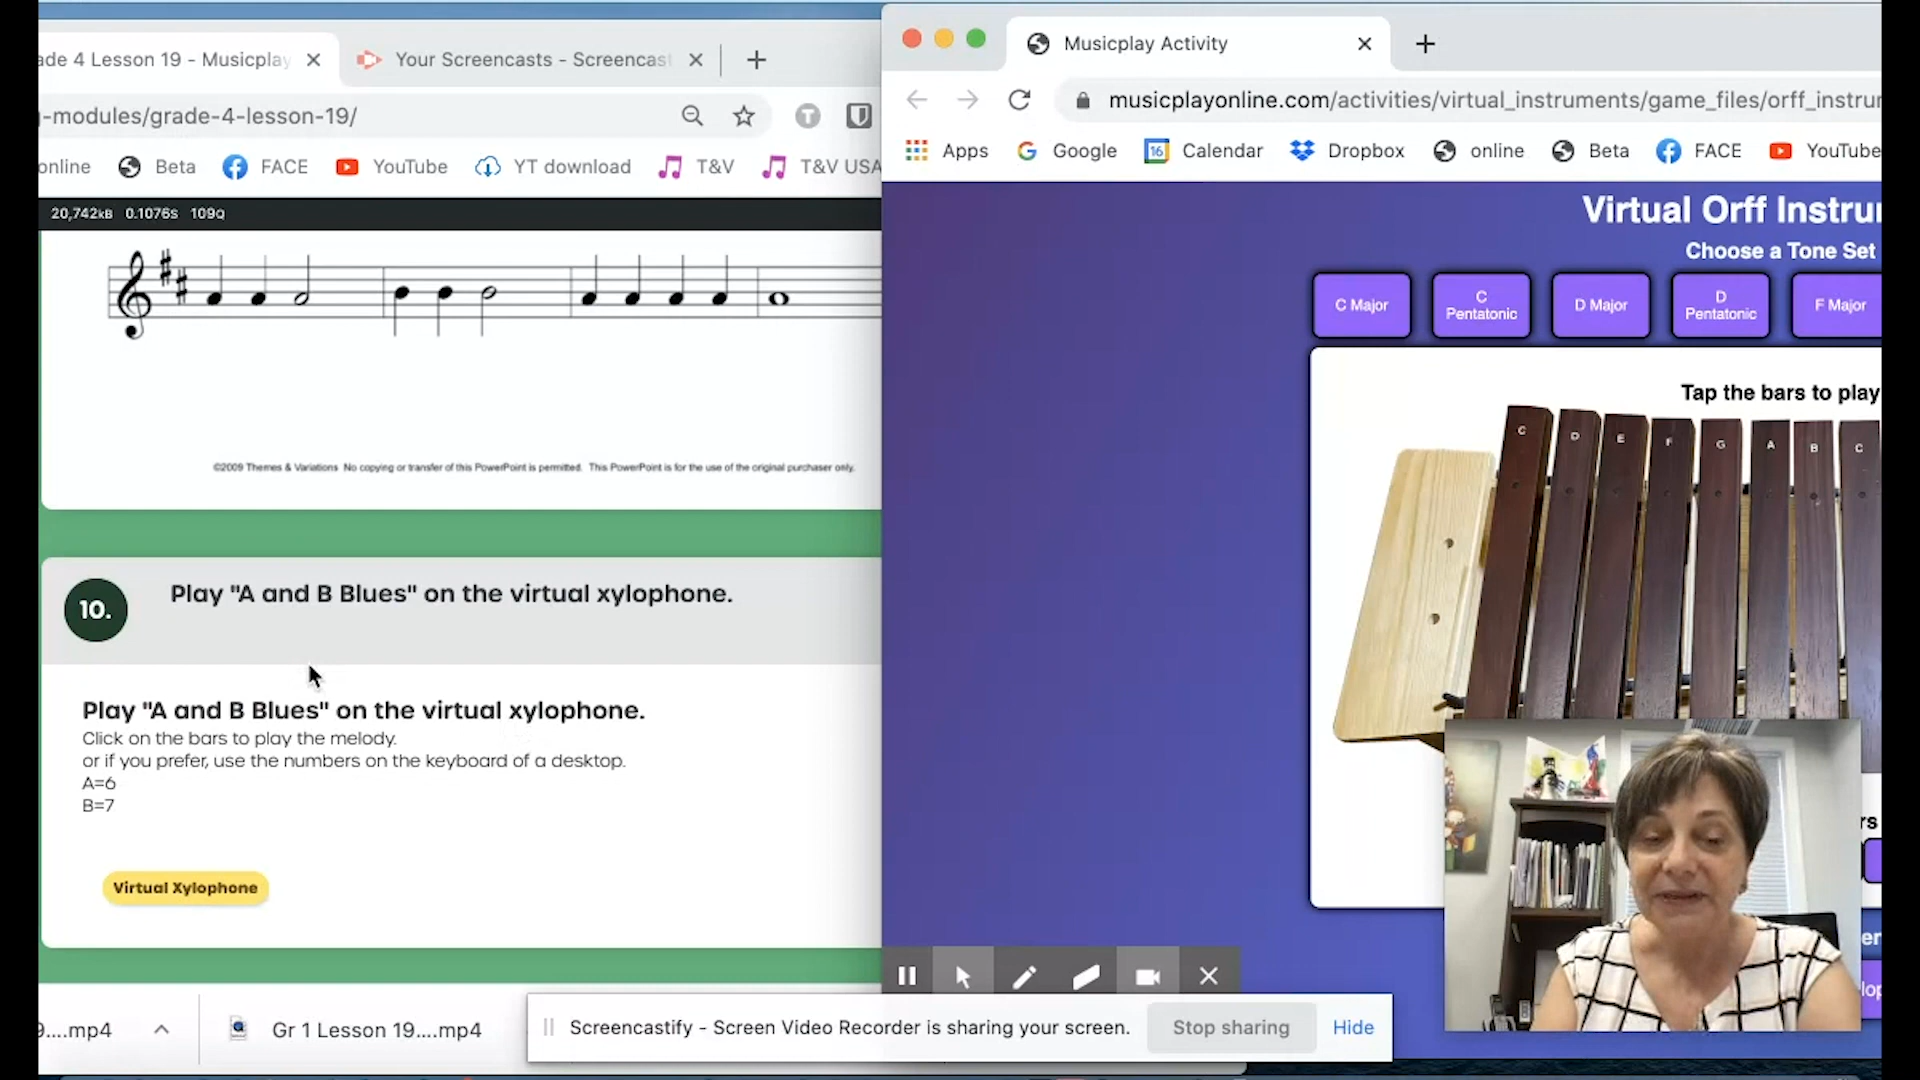 ade 4 Lesson 19 - Musicplay
Your Screencasts - Screencast
-modules/grade-4-lesson-19/
online
Beta
FACE
YouTube
YT download
T&V
T&V USA
20,742kB 0.1076s 109Q
©2009 Themes & Variations No copying or transfer of this PowerPoint is permitted. This PowerPoint is for the use of the original purchaser only.
10.
Play "A and B Blues" on the virtual xylophone.
Play "A and B Blues" on the virtual xylophone.
Click on the bars to play the melody.
or if you prefer, use the numbers on the keyboard of a desktop.
A=6
B=7
Virtual Xylophone
9....mp4
Gr 1 Lesson 19....mp4
Musicplay Activity
musicplayonline.com/activities/virtual_instruments/game_files/orff_instru
Apps
Google
16
Calendar
Dropbox
online
Beta
FACE
YouTube
Virtual Orff Instru
Choose a Tone Set
C Major
C
Pentatonic
D Major
D
Pentatonic
F Major
Tap the bars to play
C D E F G A B C
rs
Screencastify - Screen Video Recorder is sharing your screen.
Stop sharing
Hide